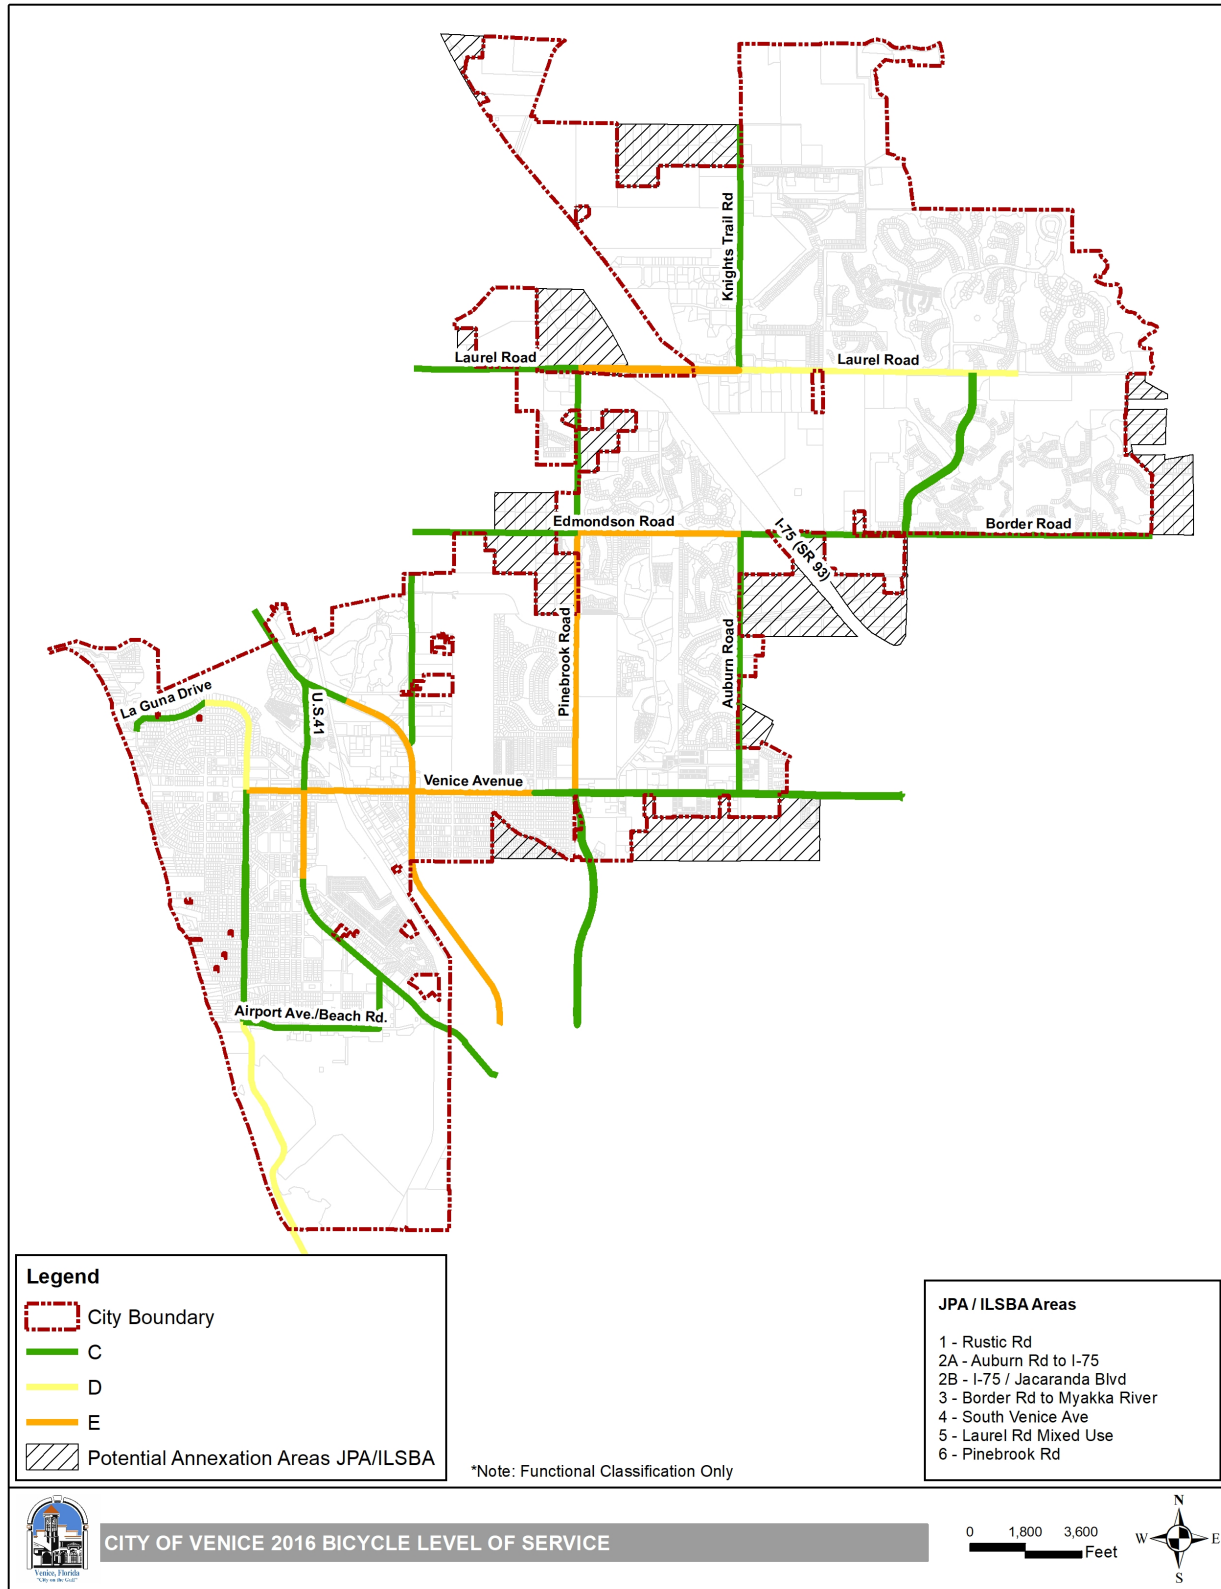 Knights Trail Rd
Laurel Road
Laurel Road
Edmondson Road
Border Road
I-75 (SR 93)
Pinebrook Road
Auburn Road
La Guna Drive
U.S.41
Venice Avenue
Airport Ave./Beach Rd.
Legend
City Boundary
C
D
E
Potential Annexation Areas JPA/ILSBA
*Note: Functional Classification Only
JPA / ILSBA Areas
1 - Rustic Rd
2A - Auburn Rd to I-75
2B - I-75 / Jacaranda Blvd
3 - Border Rd to Myakka River
4 - South Venice Ave
5 - Laurel Rd Mixed Use
6 - Pinebrook Rd
Venice, Florida
"City on the Gulf"
CITY OF VENICE 2016 BICYCLE LEVEL OF SERVICE
0 1,800 3,600
Feet
N
W E
S